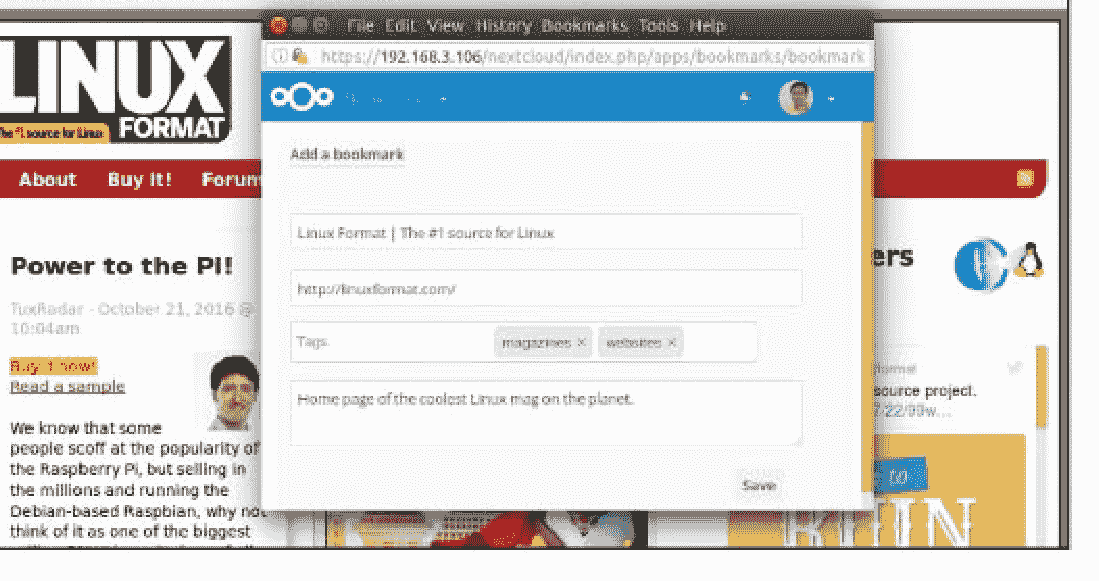 File Edit View History Bookmarks Tools Help
https://192.168.3.106/nextcloud/index.php/apps/bookmarks/bookmark
LINUX
FORMAT
The #1 source for Linux
About Buy It! Forum
Add a bookmark
Linux Format | The #1 source for Linux
http://linuxformat.com/
Tags
magazines × websites ×
Home page of the coolest Linux mag on the planet.
Save
Power to the Pi!
TuxRadar - October 21, 2016 @
10:04am
Buy it now!
Read a sample
We know that some
people scoff at the popularity of
the Raspberry Pi, but selling in
the millions and running the
Debian-based Raspbian, why not
think of it as one of the biggest
ers
source project.